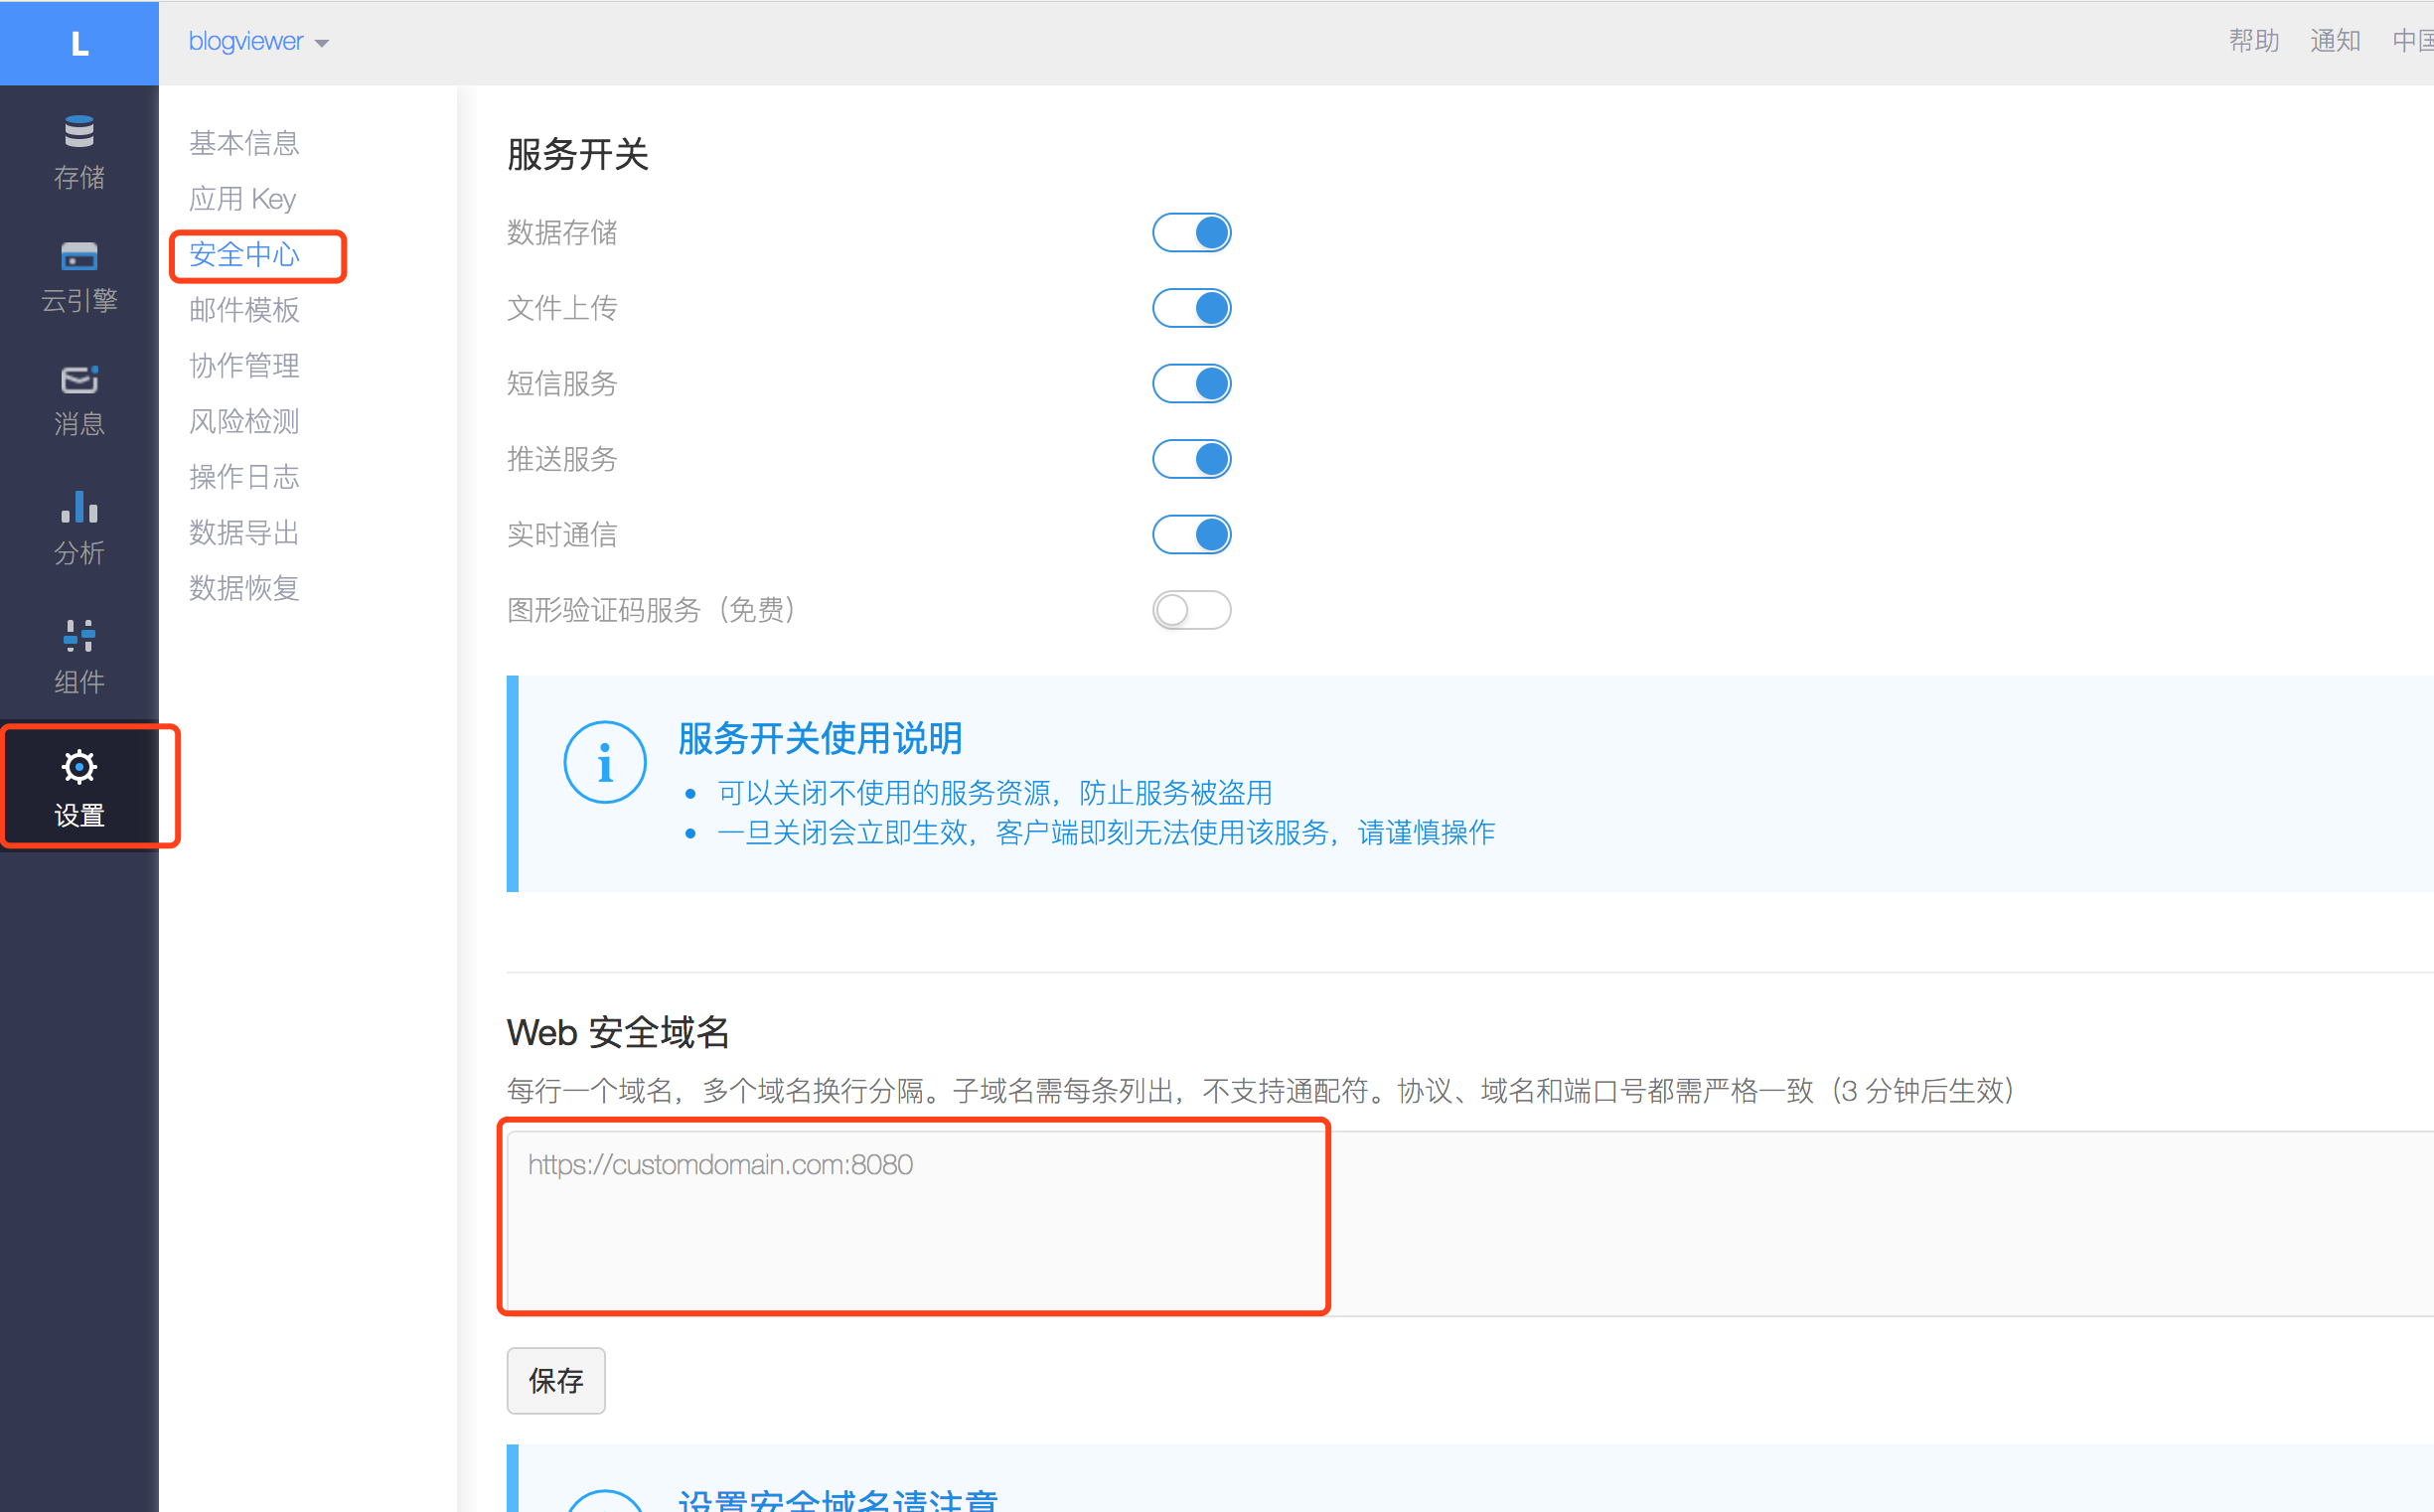 L
blogviewer
帮助 通知
存储
云引擎
消息
分析
组件
设置
基本信息
应用 Key
安全中心
邮件模板
协作管理
风险检测
操作日志
数据导出
数据恢复
服务开关
数据存储
文件上传
短信服务
推送服务
实时通信
图形验证码服务（免费）
服务开关使用说明
可以关闭不使用的服务资源，防止服务被盗用
一旦关闭会立即生效，客户端即刻无法使用该服务，请谨慎操作
Web 安全域名
每行一个域名，多个域名换行分隔。子域名需每条列出，不支持通配符。协议、域名和端口号都需严格一致（3 分钟后生效）
https://customdomain.com:8080
保存
设置安全域名请注意